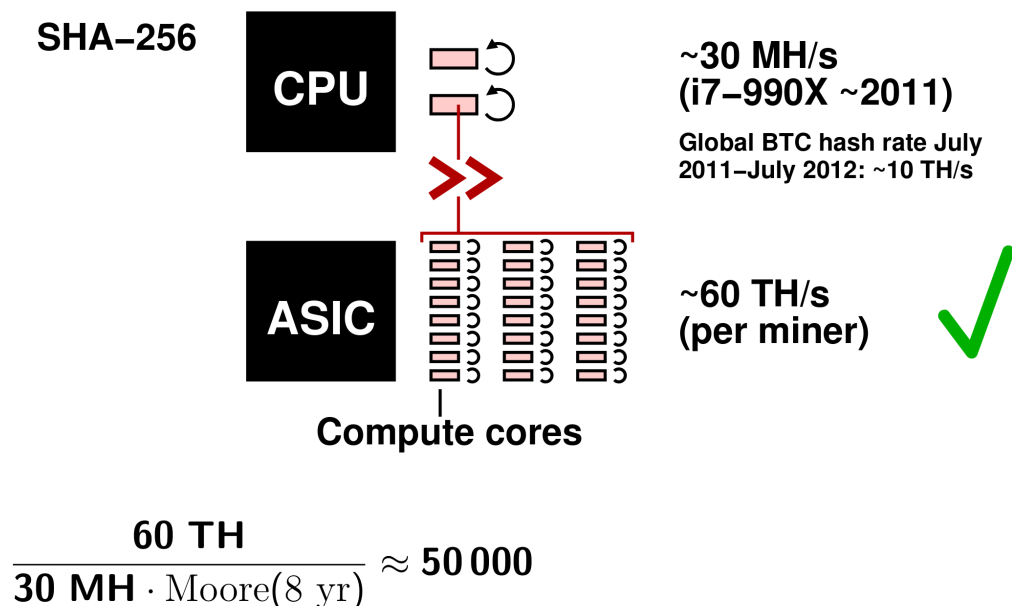 SHA−256
CPU
~30 MH/s
(i7−990X ~2011)
Global BTC hash rate July
2011−July 2012: ~10 TH/s
ASIC
~60 TH/s
(per miner)
Compute cores
60 TH
30 MH · Moore(8 yr)
≈ 50 000